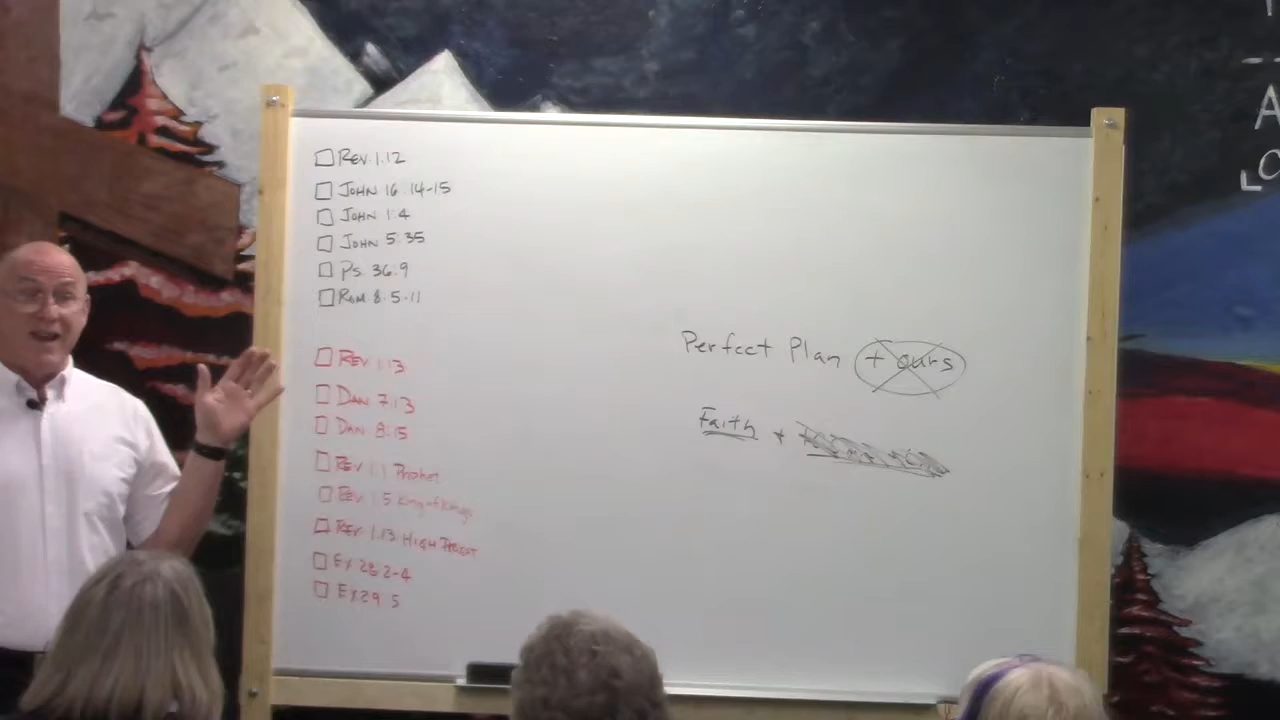 Rev. 1.12
John 16:14-15
John 1:4
John 5:35
Ps. 36:9
Rom 8:5-11
Rev. 1:13
Dan 7:13
Dan 8:15
Rev. 1.1 Prophet
Rev. 1:5 King of Kings
Rev. 1:13 High Priest
Ex 28:2-4
Ex 29:5
Perfect Plan + ours
Faith +
A